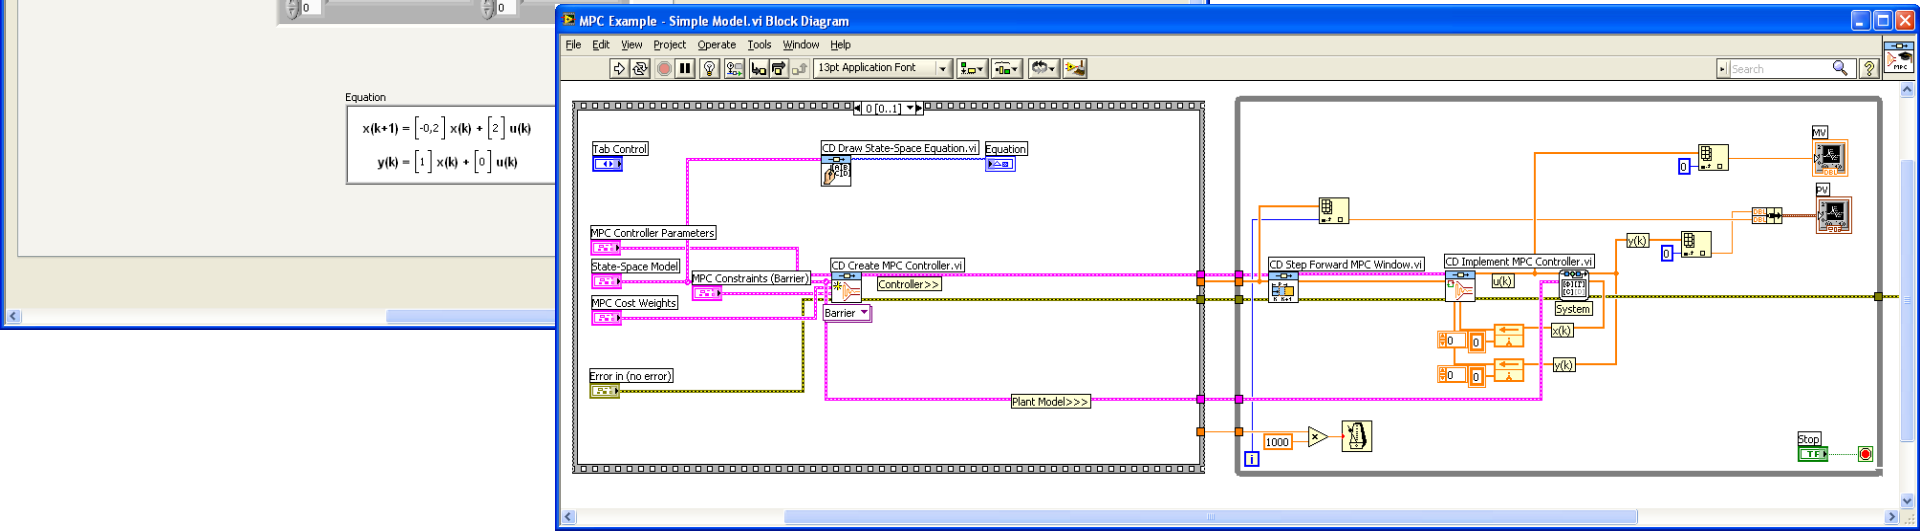 0
0
Equation
x(k+1) = [-0,2] x(k) + [2] u(k)
y(k) = [1] x(k) + [0] u(k)
MPC Example - Simple Model.vi Block Diagram
File Edit View Project Operate Tools Window Help
13pt Application Font
Search
?
MPC
0 [0..1]
Tab Control
CD Draw State-Space Equation.vi
Equation
MPC Controller Parameters
State-Space Model
MPC Constraints (Barrier)
MPC Cost Weights
CD Create MPC Controller.vi
Controller>>
Barrier
Error in (no error)
Plant Model>>>
MV
0
DBL
PV
y(k)
0
CD Step Forward MPC Window.vi
CD Implement MPC Controller.vi
u(k)
System
0
0
x(k)
0
0
y(k)
1000
x
i
Stop
TF